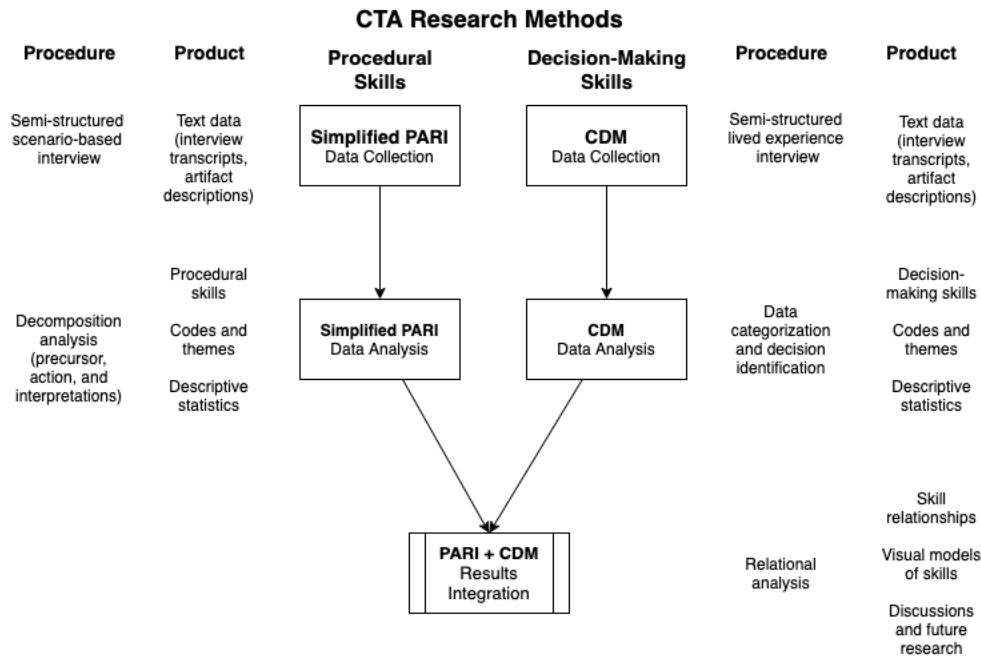 CTA Research Methods
Procedure
Product
Procedural
Skills
Decision-Making
Skills
Procedure
Product
Semi-structured
scenario-based
interview
Text data
(interview
transcripts,
artifact
descriptions)
Simplified PARI
Data Collection
CDM
Data Collection
Semi-structured
lived experience
interview
Text data
(interview
transcripts,
artifact
descriptions)
Decomposition
analysis
(precursor,
action, and
interpretations)
Procedural
skills
Codes and
themes
Descriptive
statistics
Simplified PARI
Data Analysis
CDM
Data Analysis
Data
categorization
and decision
identification
Decision-
making skills
Codes and
themes
Descriptive
statistics
PARI + CDM
Results
Integration
Relational
analysis
Skill
relationships
Visual models
of skills
Discussions
and future
research